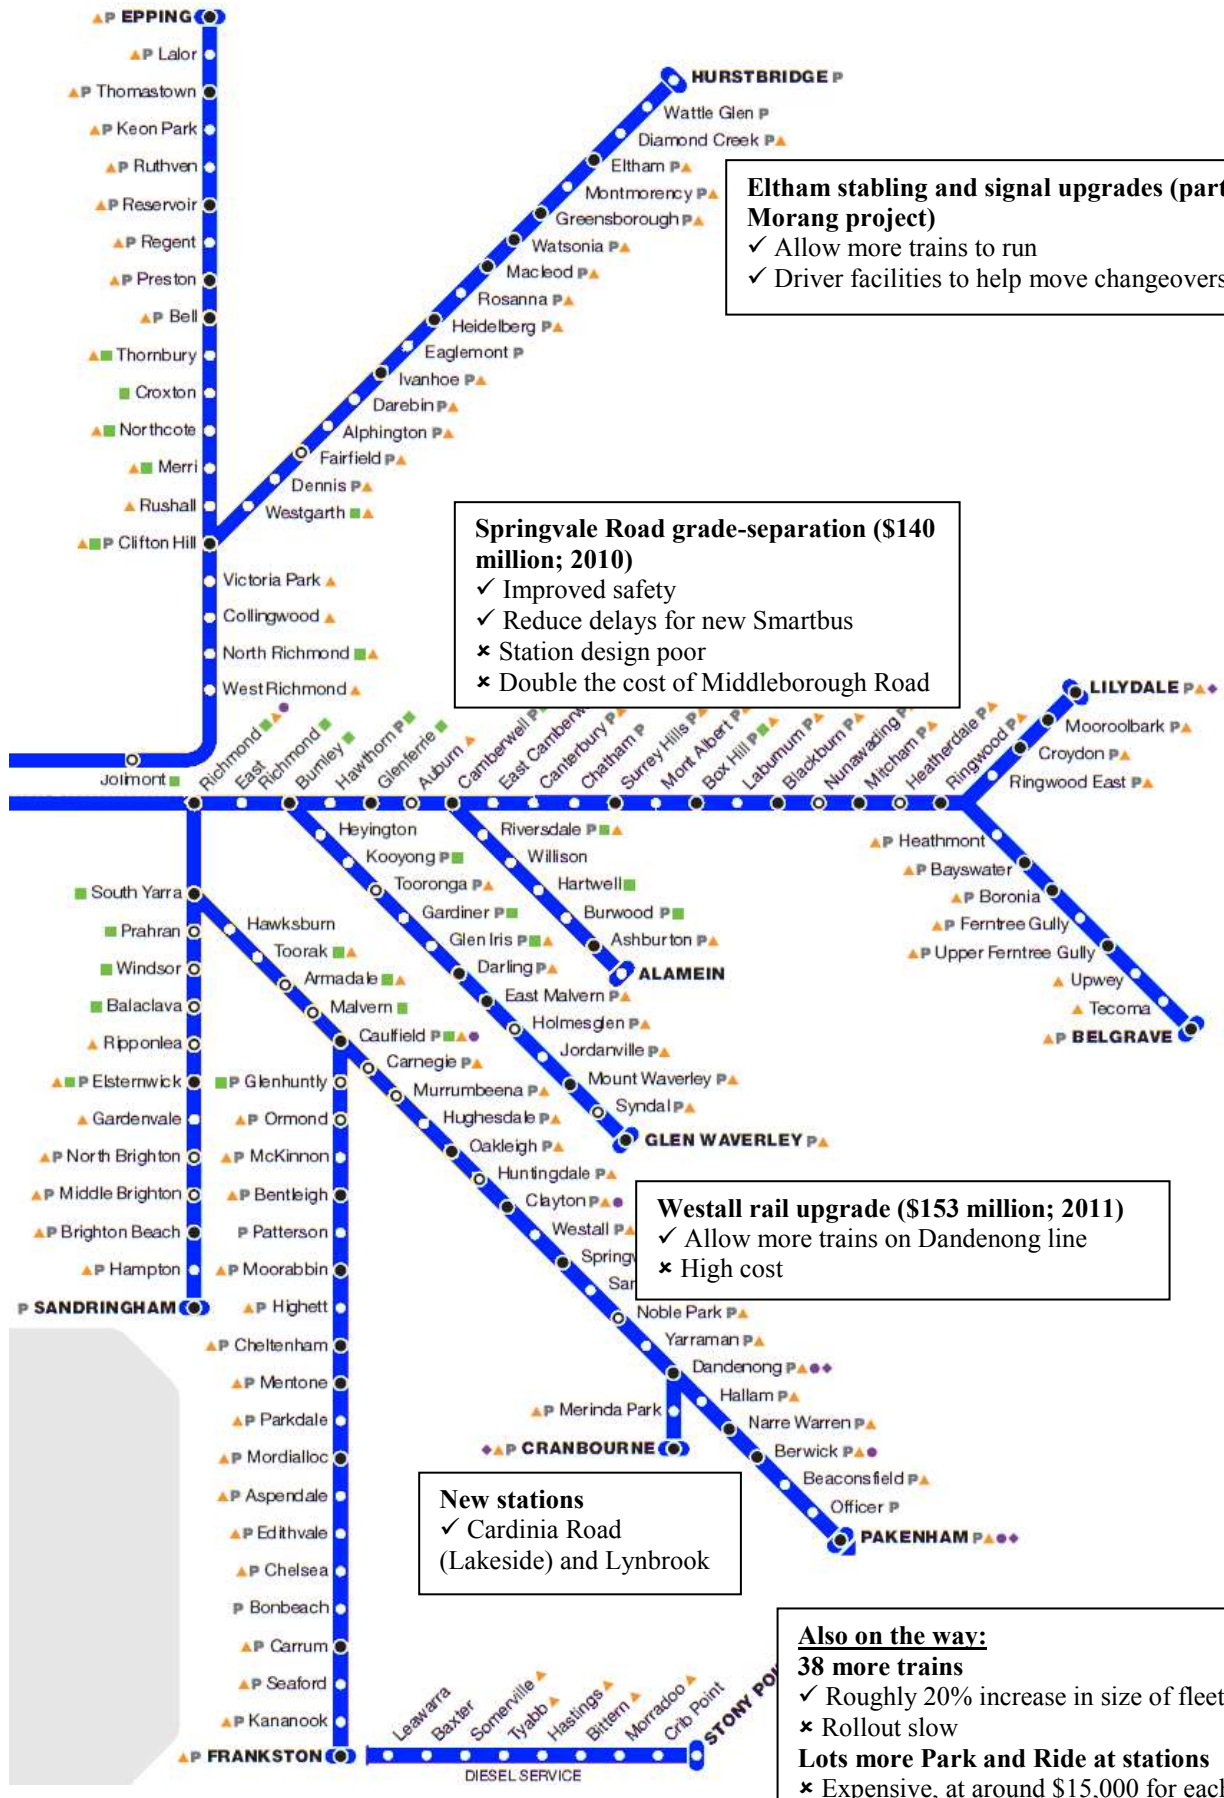 P EPPING
P Lalor
P Thomastown
P Keon Park
P Ruthven
P Reservoir
P Regent
P Preston
P Bell
Thornbury
Croxton
Northcote
Merri
Rushall
P Clifton Hill
HURSTBRIDGE P
Wattle Glen P
Diamond Creek P
Eltham P
Montmorency P
Greensborough P
Watsonia P
Macleod P
Rosanna P
Heidelberg P
Eaglemont P
Ivanhoe P
Darebin P
Alphington P
Fairfield P
Dennis P
Westgarth
Eltham stabling and signal upgrades (part
Morang project)
✓ Allow more trains to run
✓ Driver facilities to help move changeovers
Victoria Park
Collingwood
North Richmond
West Richmond
Jolimont
Springvale Road grade-separation ($140
million; 2010)
✓ Improved safety
✓ Reduce delays for new Smartbus
× Station design poor
× Double the cost of Middleborough Road
Richmond
East
Richmond
Burnley
Hawthorn P
Glenferrie
Auburn
Camberwell P
East Camberwell
Canterbury P
Chatham P
Surrey Hills P
Mont Albert P
Box Hill P
Laburnum P
Blackburn P
Nunawading P
Mitcham P
Heatherdale P
Ringwood P
LILYDALE P
Mooroolbark P
Croydon P
Ringwood East P
P Heathmont
P Bayswater
P Boronia
P Ferntree Gully
P Upper Ferntree Gully
Upwey
Tecoma
P BELGRAVE
Riversdale P
Willison
Hartwell
Burwood P
Ashburton P
ALAMEIN
Heyington
Kooyong P
Tooronga P
Gardiner P
Glen Iris P
Darling P
East Malvern P
Holmesglen P
Jordanville P
Mount Waverley P
Syndal P
GLEN WAVERLEY P
South Yarra
Prahran
Windsor
Balaclava
Ripponlea
P Elsternwick
Gardenvale
P North Brighton
P Middle Brighton
P Brighton Beach
P Hampton
P SANDRINGHAM
Hawksburn
Toorak
Armadale
Malvern
Caulfield P
Carnegie P
Murrumbeena P
Hughesdale P
Oakleigh P
Huntingdale P
Clayton P
Westall P
Springv
San
Noble Park P
Yarraman P
Dandenong P
Hallam P
Narre Warren P
Berwick P
Beaconsfield P
Officer P
PAKENHAM P
Westall rail upgrade ($153 million; 2011)
✓ Allow more trains on Dandenong line
× High cost
P Merinda Park
P CRANBOURNE
P Glenhuntly
P Ormond
P McKinnon
P Bentleigh
P Patterson
P Moorabbin
P Highett
P Cheltenham
P Mentone
P Parkdale
P Mordialloc
P Aspendale
P Edithvale
P Chelsea
P Bonbeach
P Carrum
P Seaford
P Kananook
P FRANKSTON
New stations
✓ Cardinia Road
(Lakeside) and Lynbrook
Leawarra
Baxter
Somerville
Tyabb
Hastings
Bittern
Morradoo
Crib Point
STONY POI
DIESEL SERVICE
Also on the way:
38 more trains
✓ Roughly 20% increase in size of fleet
× Rollout slow
Lots more Park and Ride at stations
× Expensive, at around $15,000 for each